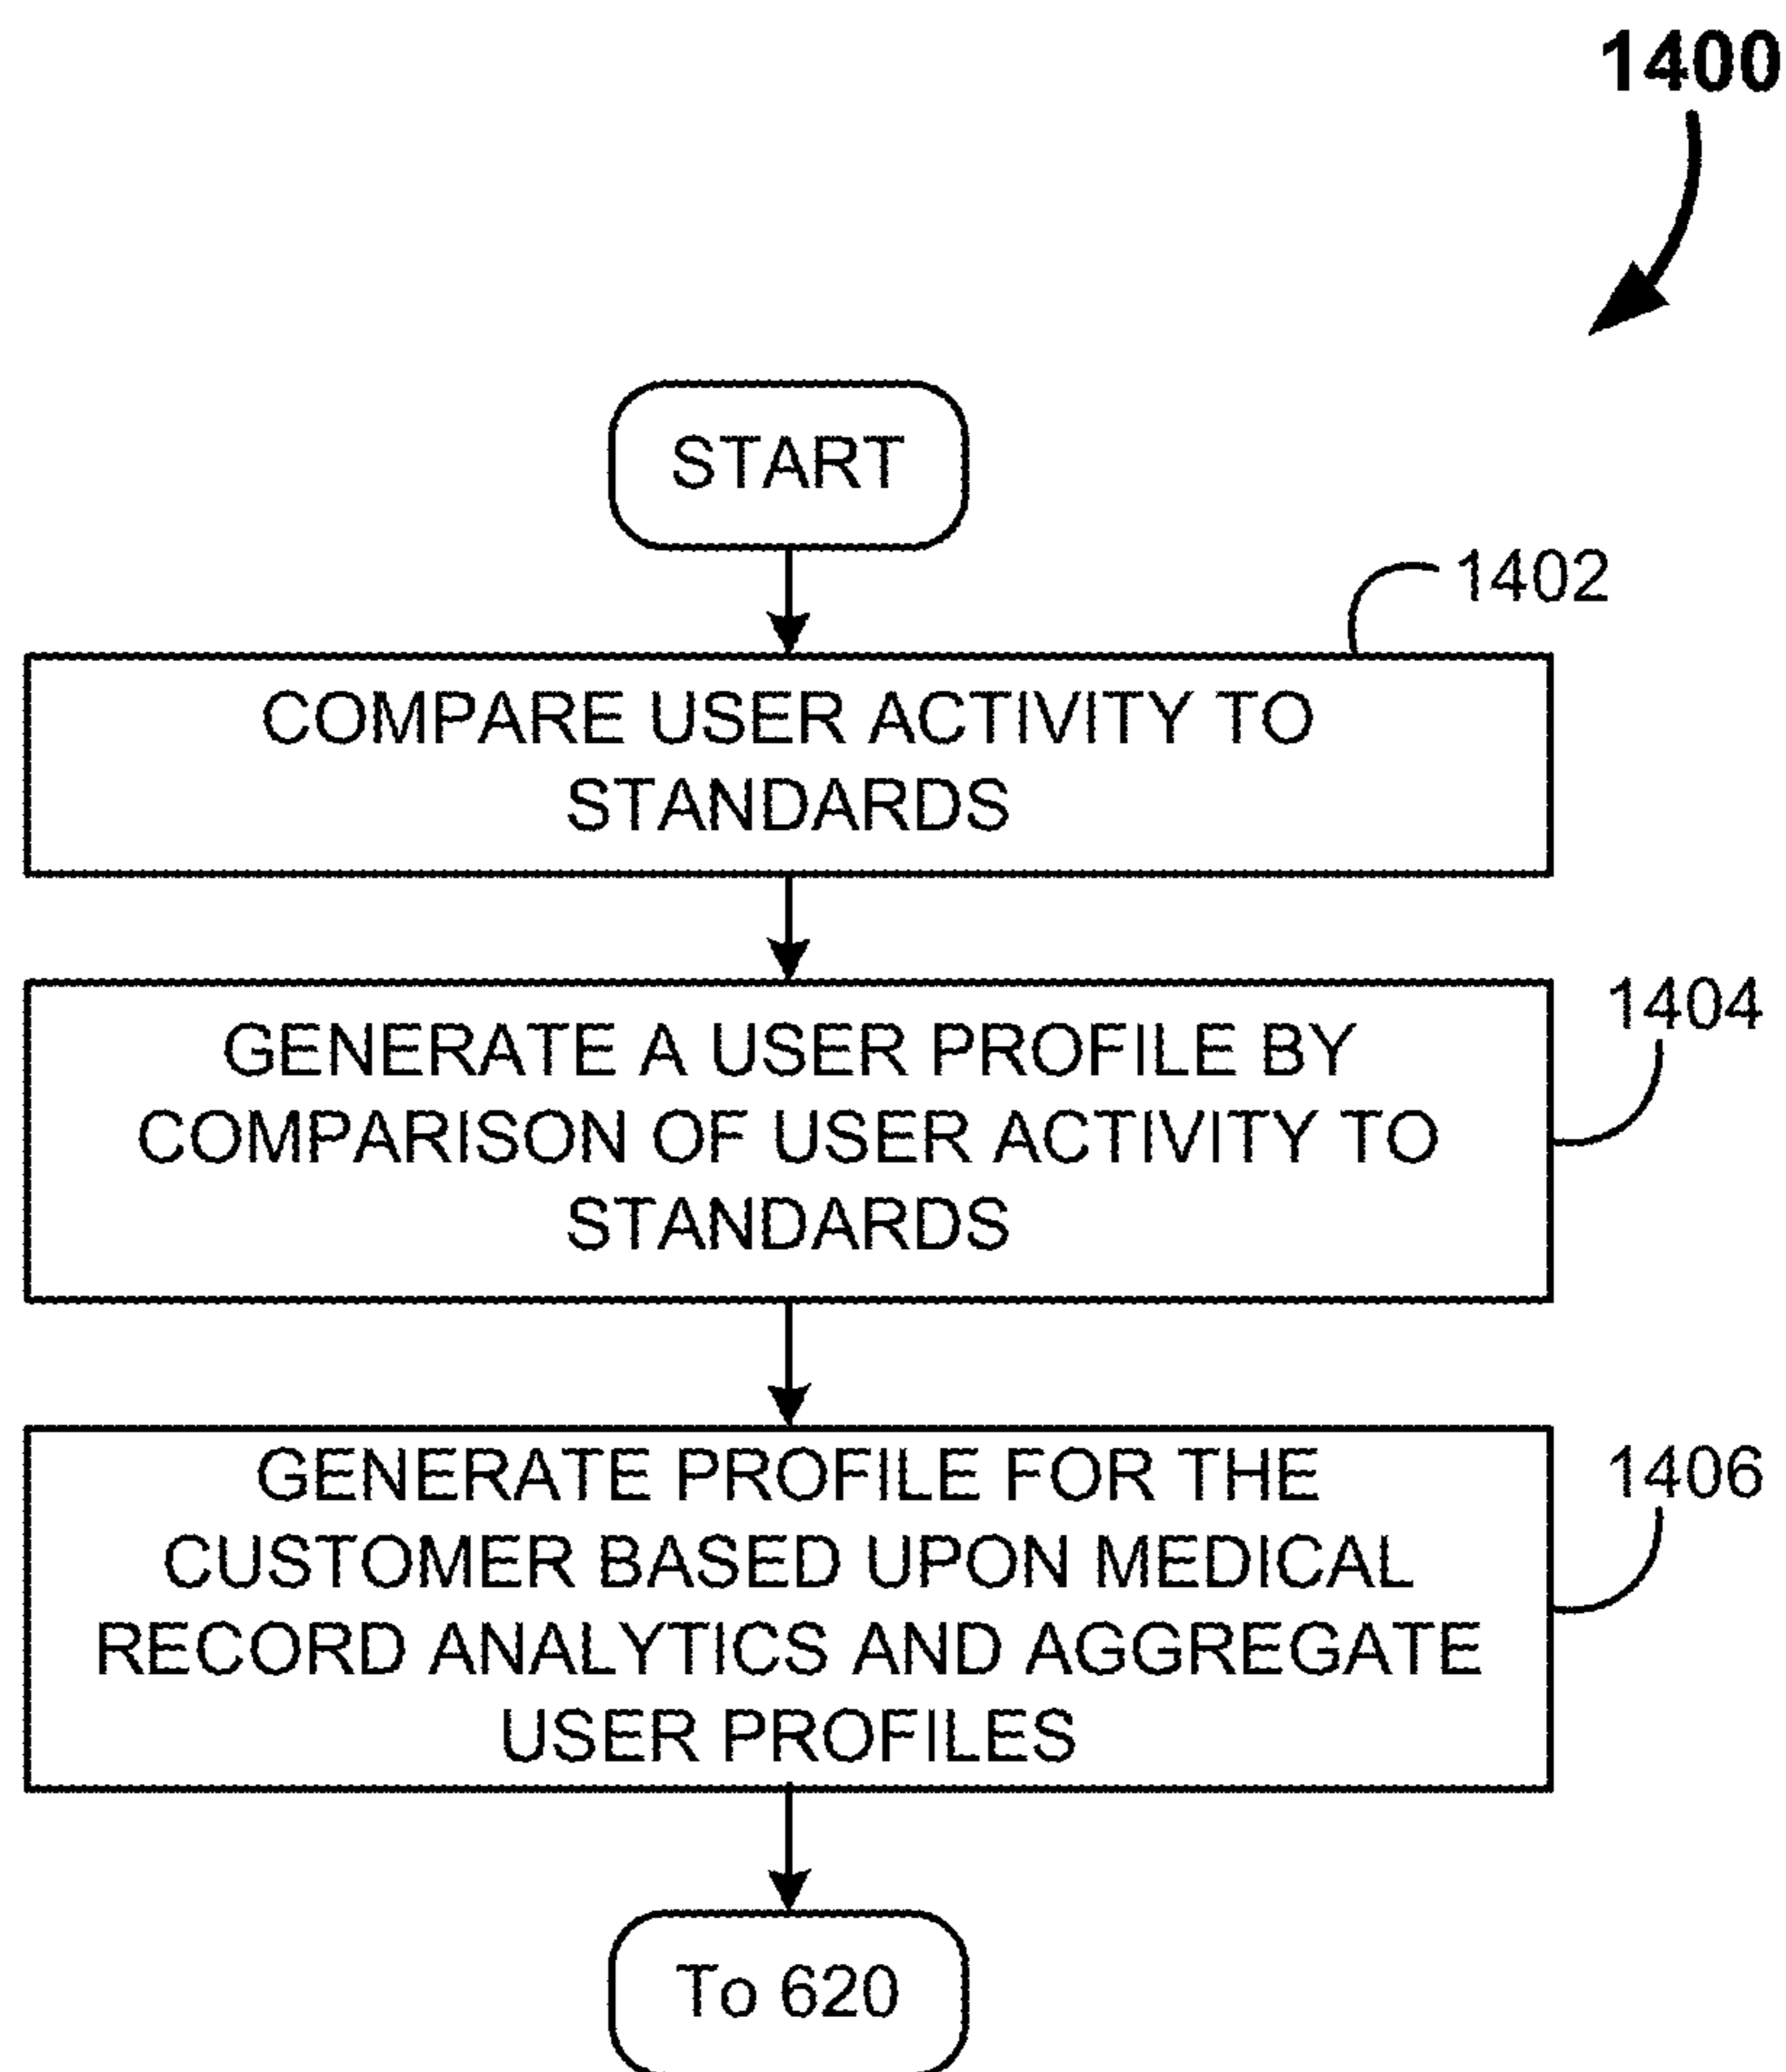 1400
START
1402
COMPARE USER ACTIVITY TO
STANDARDS
1404
GENERATE A USER PROFILE BY
COMPARISON OF USER ACTIVITY TO
STANDARDS
1406
GENERATE PROFILE FOR THE
CUSTOMER BASED UPON MEDICAL
RECORD ANALYTICS AND AGGREGATE
USER PROFILES
To 620